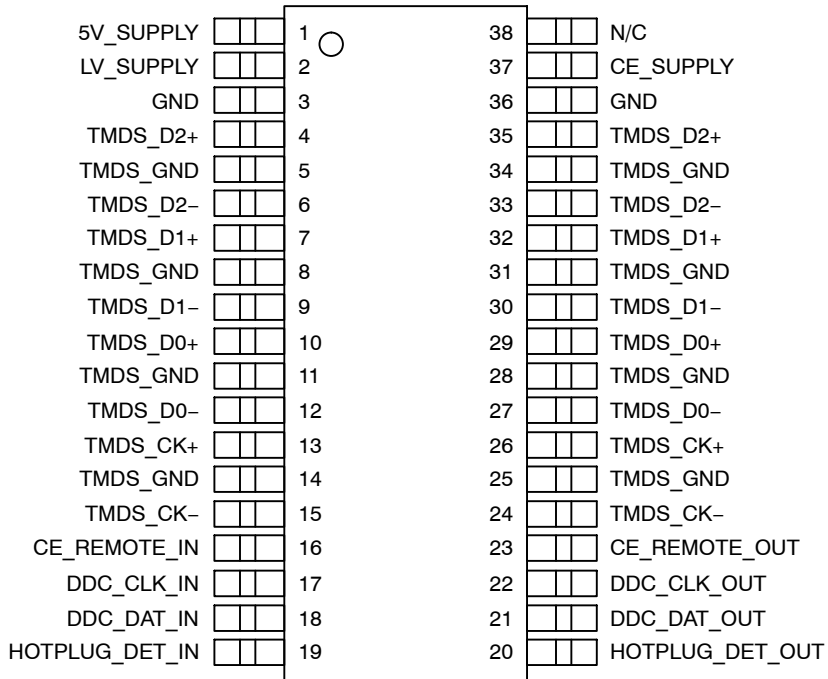 5V_SUPPLY 1 38 N/C
LV_SUPPLY 2 37 CE_SUPPLY
GND 3 36 GND
TMDS_D2+ 4 35 TMDS_D2+
TMDS_GND 5 34 TMDS_GND
TMDS_D2– 6 33 TMDS_D2–
TMDS_D1+ 7 32 TMDS_D1+
TMDS_GND 8 31 TMDS_GND
TMDS_D1– 9 30 TMDS_D1–
TMDS_D0+ 10 29 TMDS_D0+
TMDS_GND 11 28 TMDS_GND
TMDS_D0– 12 27 TMDS_D0–
TMDS_CK+ 13 26 TMDS_CK+
TMDS_GND 14 25 TMDS_GND
TMDS_CK– 15 24 TMDS_CK–
CE_REMOTE_IN 16 23 CE_REMOTE_OUT
DDC_CLK_IN 17 22 DDC_CLK_OUT
DDC_DAT_IN 18 21 DDC_DAT_OUT
HOTPLUG_DET_IN 19 20 HOTPLUG_DET_OUT